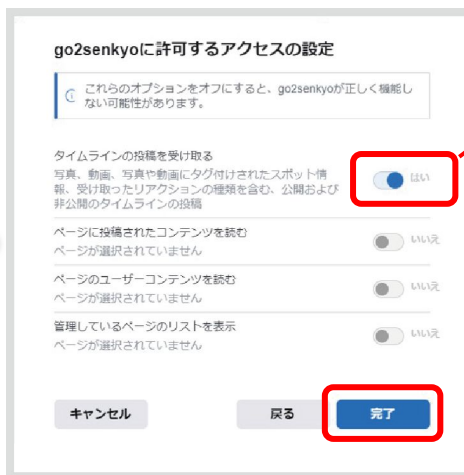 go2senkyoに許可するアクセスの設定
これらのオプションをオフにすると、go2senkyoが正しく機能し
ない可能性があります。
タイムラインの投稿を受け取る
写真、動画、写真や動画にタグ付けされたスポット情
報、受け取ったリアクションの種類を含む、公開および
非公開のタイムラインの投稿
はい
ページに投稿されたコンテンツを読む
ページが選択されていません
いいえ
ページのユーザーコンテンツを読む
ページが選択されていません
いいえ
管理しているページのリストを表示
ページが選択されていません
いいえ
キャンセル
戻る
完了